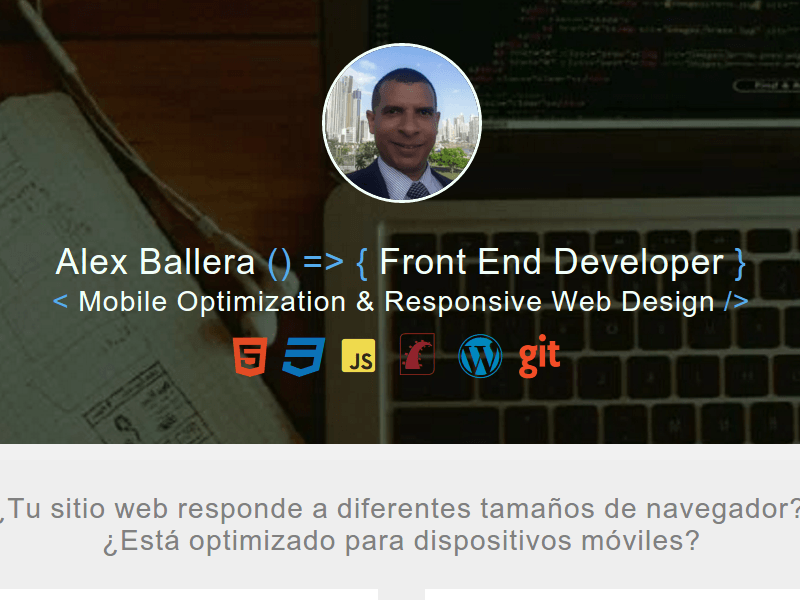 Alex Ballera () => { Front End Developer }
< Mobile Optimization & Responsive Web Design />
JS
git
¿Tu sitio web responde a diferentes tamaños de navegador?
¿Está optimizado para dispositivos móviles?